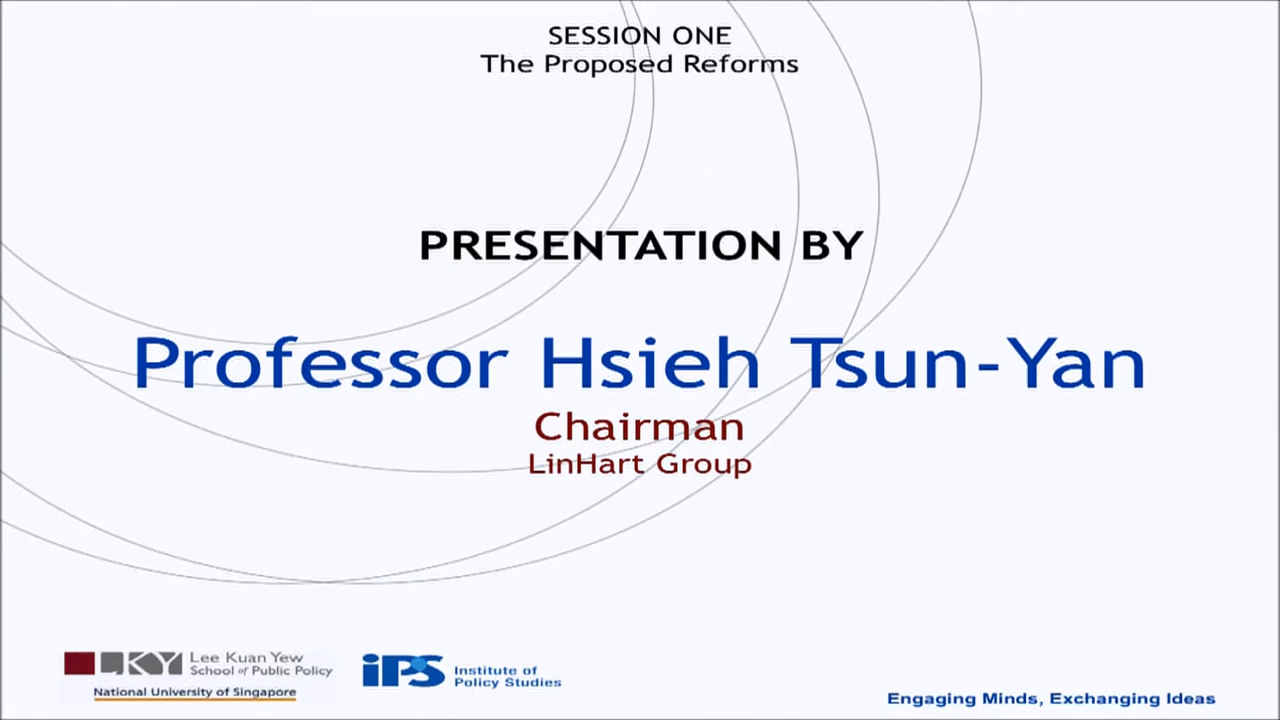 SESSION ONE
The Proposed Reforms
PRESENTATION BY
Professor Hsieh Tsun-Yan
Chairman
LinHart Group
LKY Lee Kuan Yew
School of Public Policy
National University of Singapore
iPS Institute of
Policy Studies
Engaging Minds, Exchanging Ideas